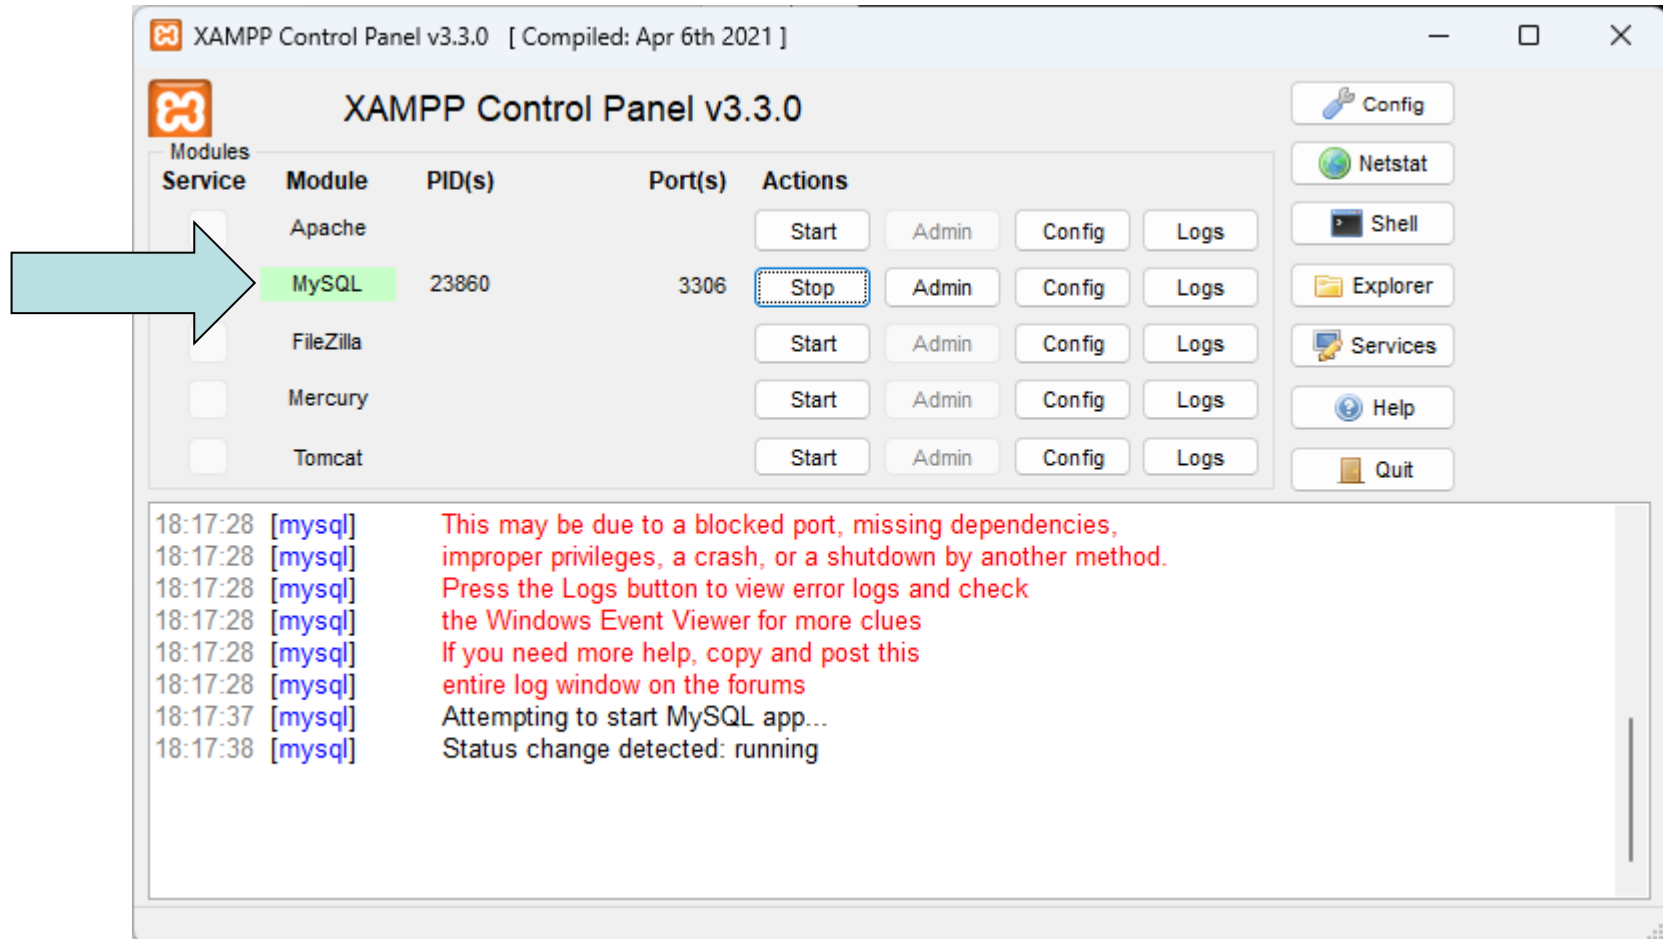 XAMPP Control Panel v3.3.0 [ Compiled: Apr 6th 2021 ]
XAMPP Control Panel v3.3.0
Modules
Service Module PID(s) Port(s) Actions
Apache Start Admin Config Logs
MySQL 23860 3306 Stop Admin Config Logs
FileZilla Start Admin Config Logs
Mercury Start Admin Config Logs
Tomcat Start Admin Config Logs
Config
Netstat
Shell
Explorer
Services
Help
Quit
18:17:28 [mysql] This may be due to a blocked port, missing dependencies,
18:17:28 [mysql] improper privileges, a crash, or a shutdown by another method.
18:17:28 [mysql] Press the Logs button to view error logs and check
18:17:28 [mysql] the Windows Event Viewer for more clues
18:17:28 [mysql] If you need more help, copy and post this
18:17:28 [mysql] entire log window on the forums
18:17:37 [mysql] Attempting to start MySQL app...
18:17:38 [mysql] Status change detected: running